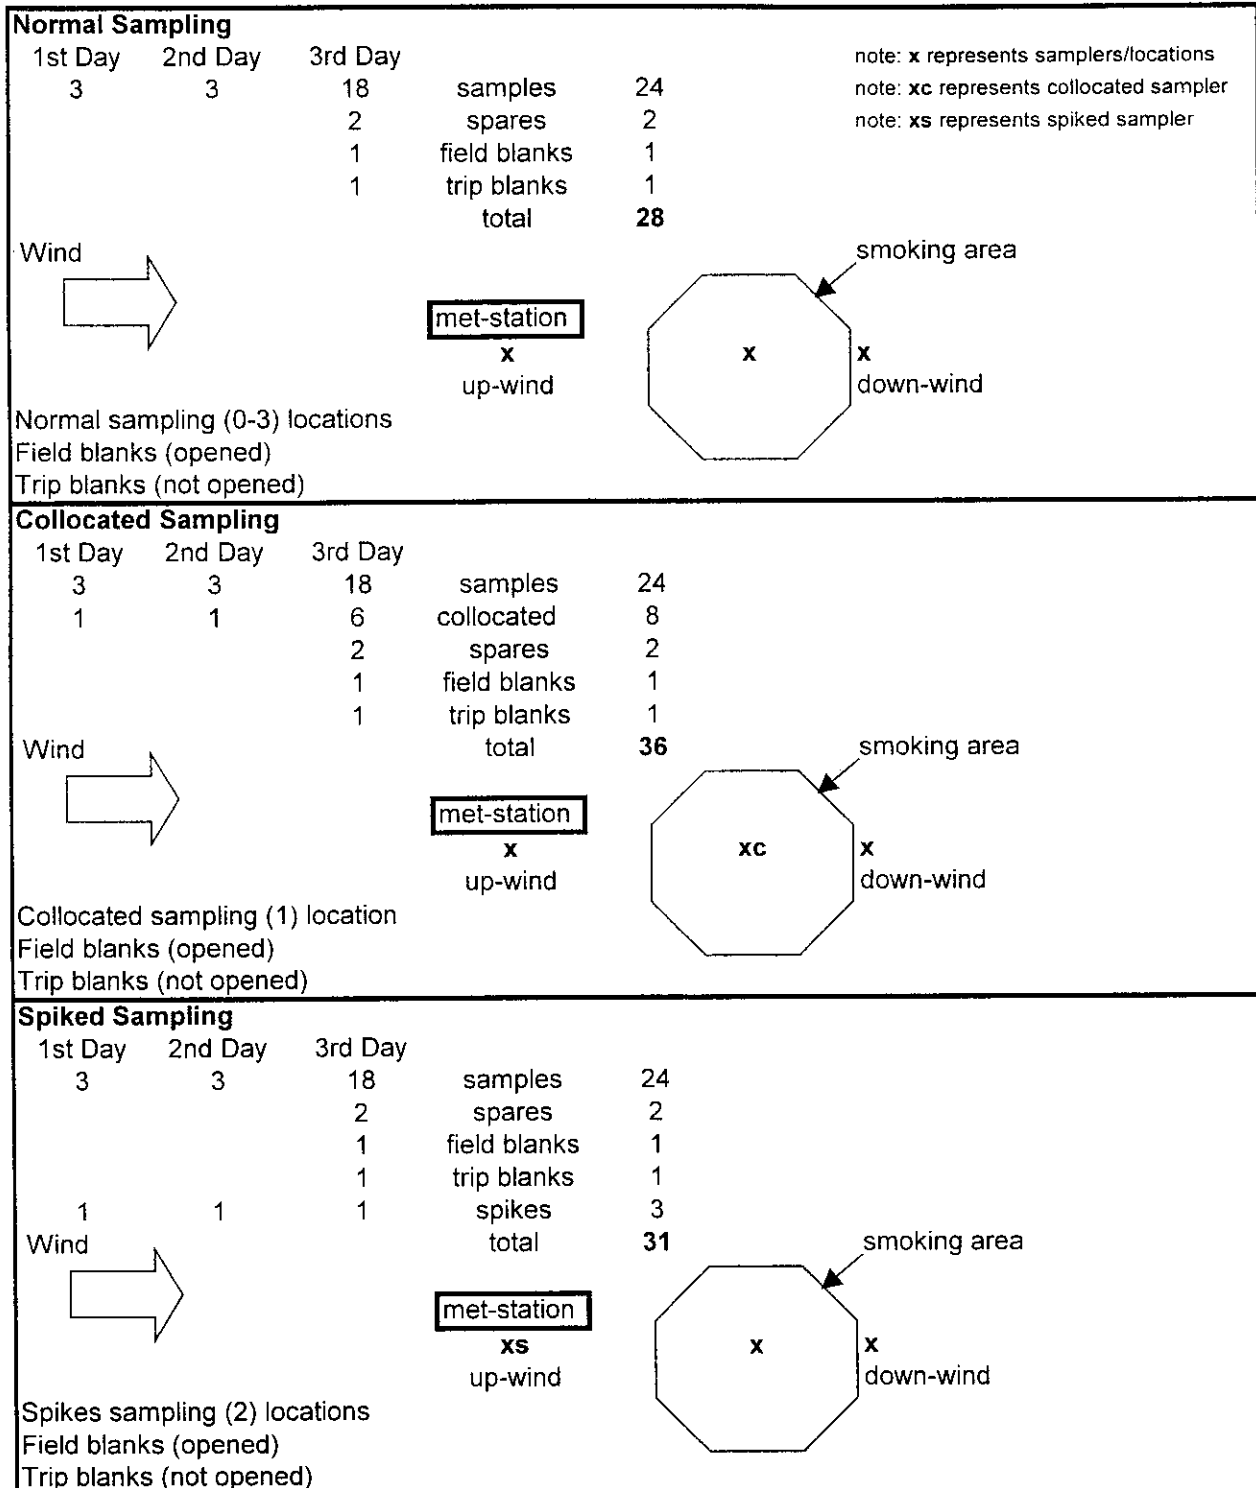 Normal Sampling
1st Day 2nd Day 3rd Day
note: x represents samplers/locations
3 3 18 samples 24
note: xc represents collocated sampler
2 spares 2
note: xs represents spiked sampler
1 field blanks 1
1 trip blanks 1
total 28
Wind
smoking area
met-station
x x x
up-wind down-wind
Normal sampling (0-3) locations
Field blanks (opened)
Trip blanks (not opened)
Collocated Sampling
1st Day 2nd Day 3rd Day
3 3 18 samples 24
1 1 6 collocated 8
2 spares 2
1 field blanks 1
1 trip blanks 1
total 36
Wind
smoking area
met-station
x xc x
up-wind down-wind
Collocated sampling (1) location
Field blanks (opened)
Trip blanks (not opened)
Spiked Sampling
1st Day 2nd Day 3rd Day
3 3 18 samples 24
2 spares 2
1 field blanks 1
1 trip blanks 1
1 1 1 spikes 3
Wind
total 31
smoking area
met-station
xs x x
up-wind down-wind
Spikes sampling (2) locations
Field blanks (opened)
Trip blanks (not opened)